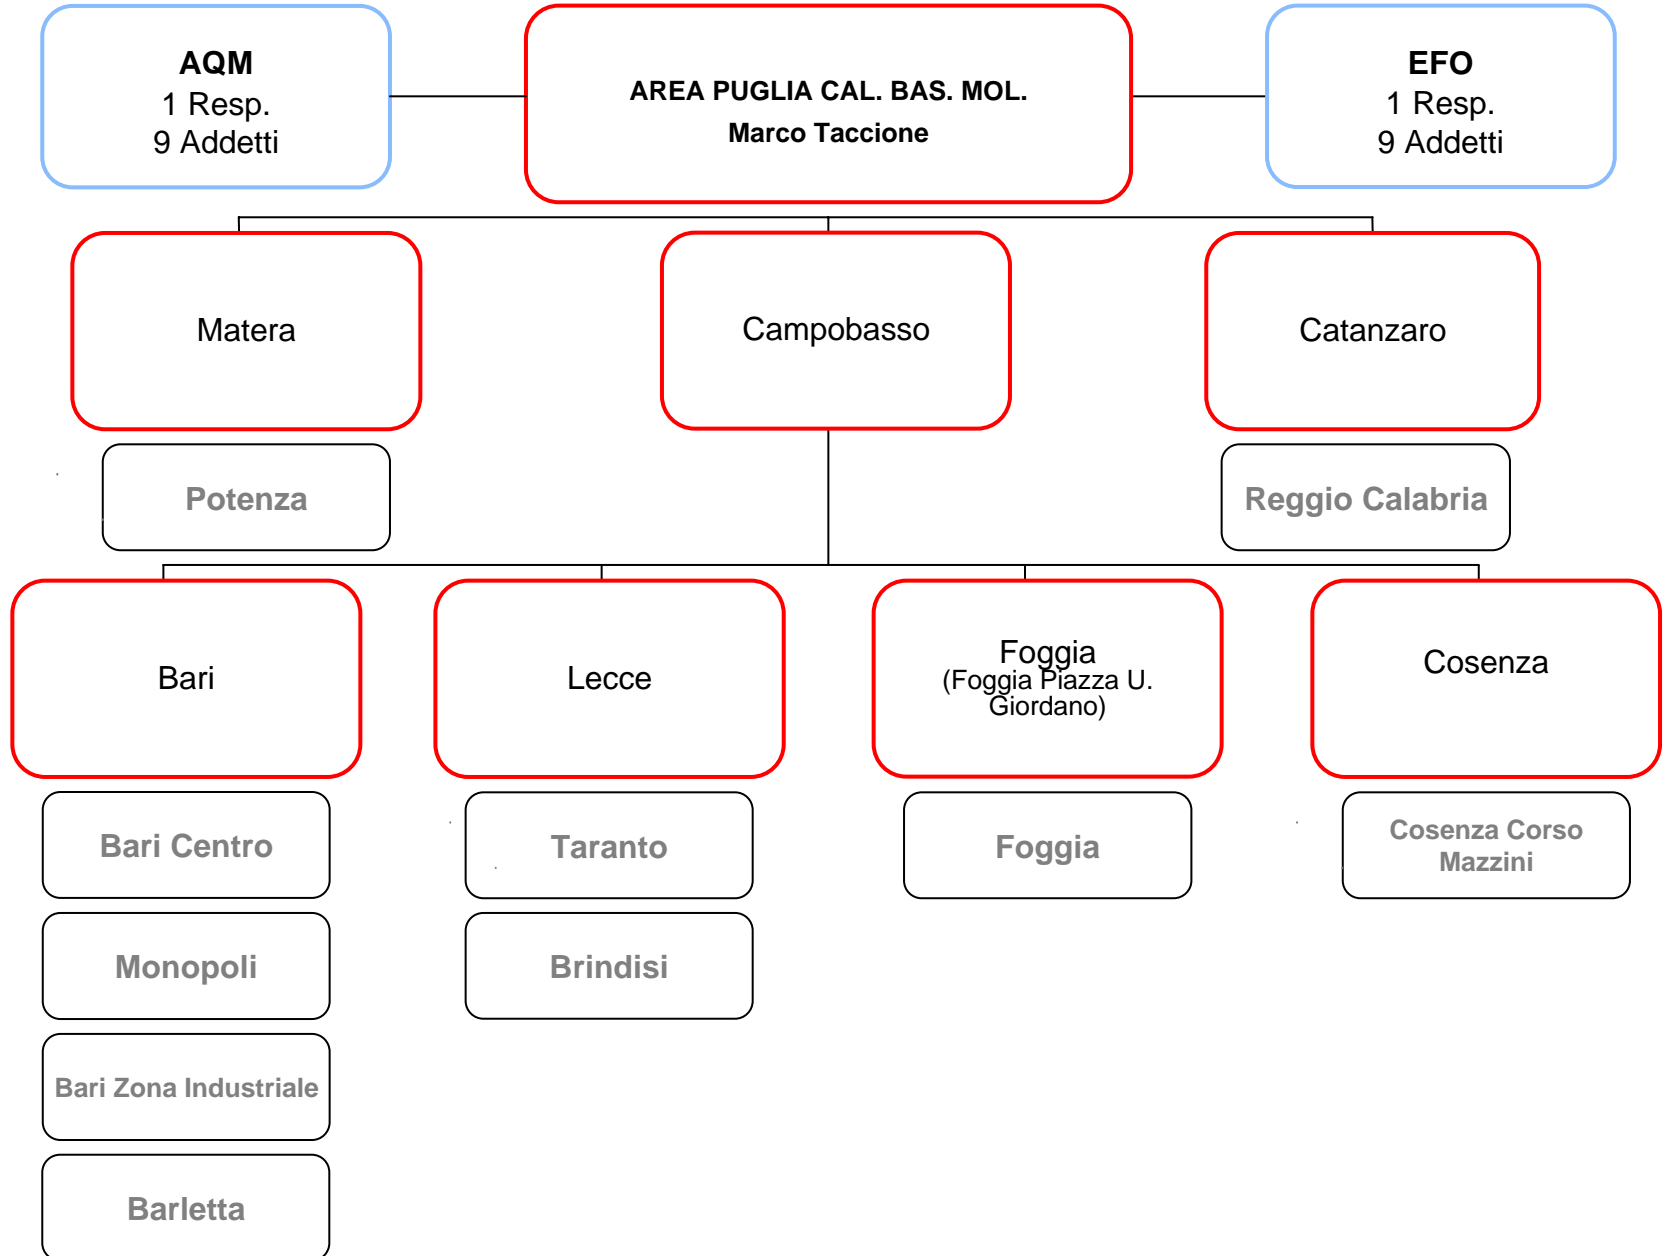 AQM
1 Resp.
9 Addetti
AREA PUGLIA CAL. BAS. MOL.
Marco Taccione
EFO
1 Resp.
9 Addetti
Matera
Campobasso
Catanzaro
Potenza
Reggio Calabria
Bari
Lecce
Foggia
(Foggia Piazza U.
Giordano)
Cosenza
Bari Centro
Taranto
Foggia
Cosenza Corso
Mazzini
Monopoli
Brindisi
Bari Zona Industriale
Barletta